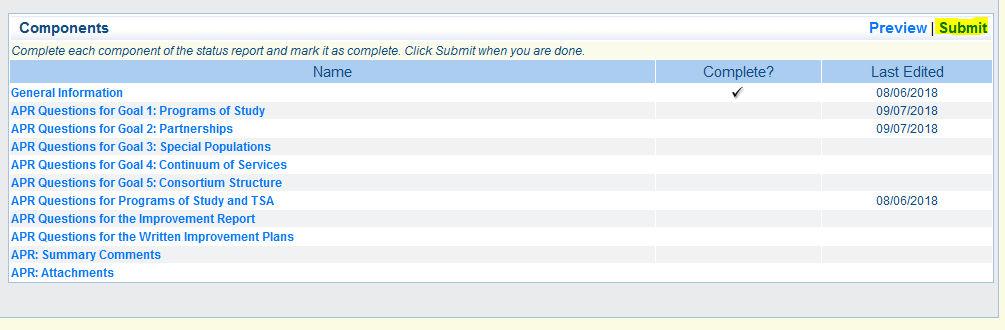 Components Preview | Submit
Complete each component of the status report and mark it as complete. Click Submit when you are done.
Name Complete? Last Edited
General Information ✓ 08/06/2018
APR Questions for Goal 1: Programs of Study 09/07/2018
APR Questions for Goal 2: Partnerships 09/07/2018
APR Questions for Goal 3: Special Populations
APR Questions for Goal 4: Continuum of Services
APR Questions for Goal 5: Consortium Structure
APR Questions for Programs of Study and TSA 08/06/2018
APR Questions for the Improvement Report
APR Questions for the Written Improvement Plans
APR: Summary Comments
APR: Attachments